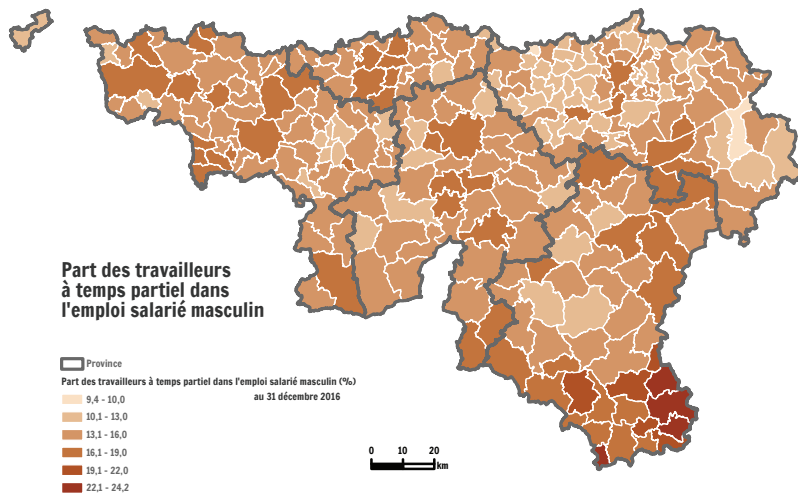 Part des travailleurs
à temps partiel dans
l'emploi salarié masculin
Province
Part des travailleurs à temps partiel dans l'emploi salarié masculin (%)
au 31 décembre 2016
9,4 - 10,0
10,1 - 13,0
13,1 - 16,0
16,1 - 19,0
19,1 - 22,0
22,1 - 24,2
0 10 20
km